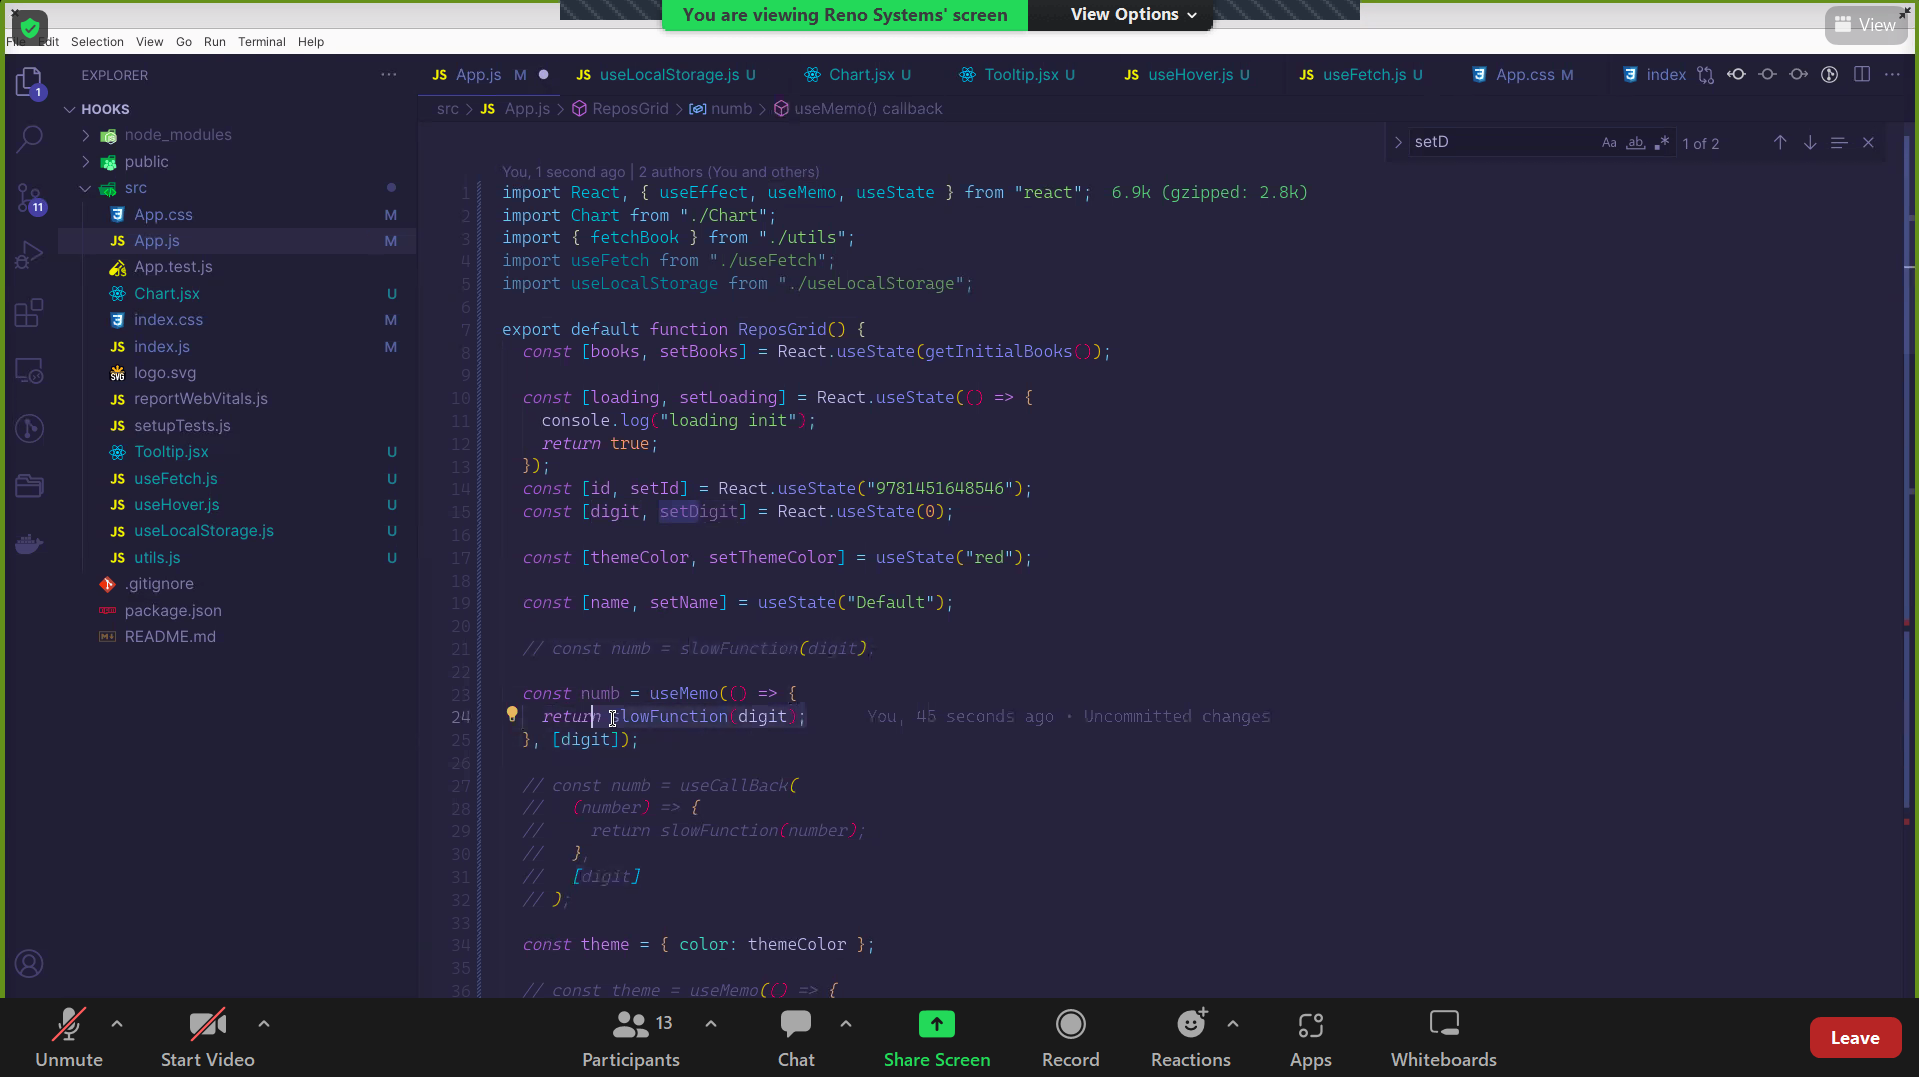 You are viewing Reno Systems' screen
View Options
View
File Edit Selection View Go Run Terminal Help
EXPLORER
HOOKS
node_modules
public
src
App.css M
App.js M
App.test.js
Chart.jsx U
index.css M
index.js M
logo.svg
reportWebVitals.js
setupTests.js
Tooltip.jsx U
useFetch.js U
useHover.js U
useLocalStorage.js U
utils.js U
.gitignore
package.json
README.md
1
11
JS App.js M
JS useLocalStorage.js U
Chart.jsx U
Tooltip.jsx U
JS useHover.js U
JS useFetch.js U
App.css M
index
src > JS App.js > ReposGrid > numb > useMemo() callback
setD
Aa ab 1 of 2
You, 1 second ago | 2 authors (You and others)
1 import React, { useEffect, useMemo, useState } from "react"; 6.9k (gzipped: 2.8k)
2 import Chart from "./Chart";
3 import { fetchBook } from "./utils";
4 import useFetch from "./useFetch";
5 import useLocalStorage from "./useLocalStorage";
6
7 export default function ReposGrid() {
8 const [books, setBooks] = React.useState(getInitialBooks());
9
10 const [loading, setLoading] = React.useState(() => {
11 console.log("loading init");
12 return true;
13 });
14 const [id, setId] = React.useState("9781451648546");
15 const [digit, setDigit] = React.useState(0);
16
17 const [themeColor, setThemeColor] = useState("red");
18
19 const [name, setName] = useState("Default");
20
21 // const numb = slowFunction(digit);
22
23 const numb = useMemo(() => {
24 return slowFunction(digit); You, 45 seconds ago • Uncommitted changes
25 }, [digit]);
26
27 // const numb = useCallBack(
28 // (number) => {
29 // return slowFunction(number);
30 // },
31 // [digit]
32 // );
33
34 const theme = { color: themeColor };
35
36 // const theme = useMemo(() => {
Unmute
Start Video
13
Participants
Chat
Share Screen
Record
Reactions
Apps
Whiteboards
Leave